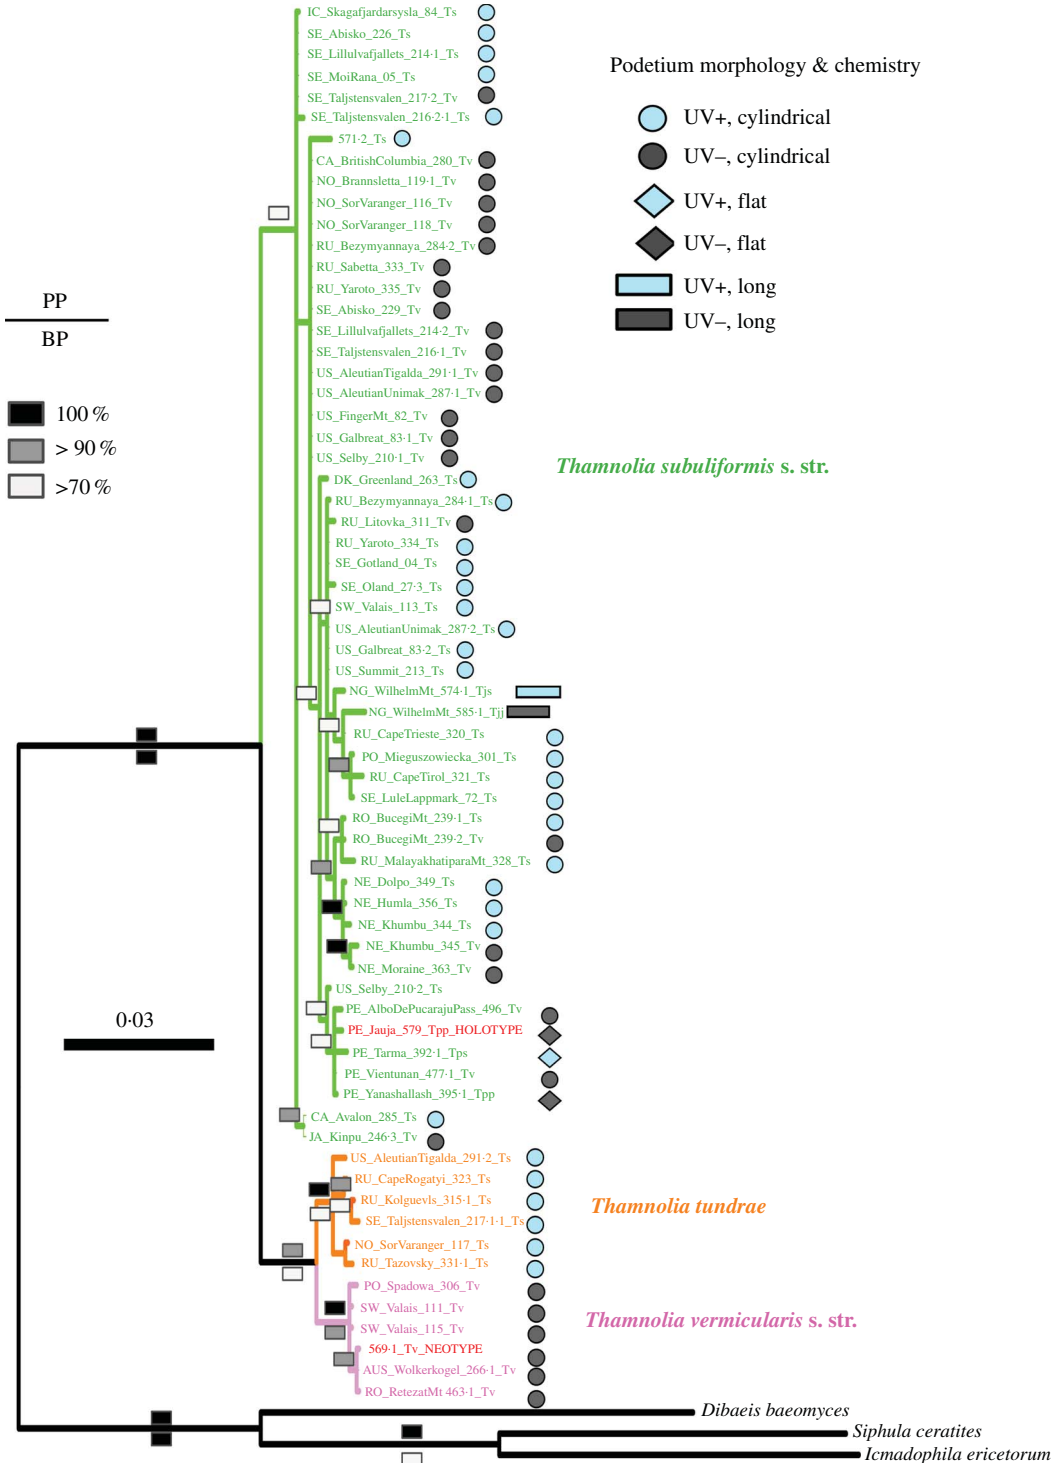 IC_Skagafjardarsysla_84_Ts
SE_Abisko_226_Ts
SE_Lillulvafjallets_214·1_Ts
SE_MoiRana_05_Ts
SE_Taljstensvalen_217·2_Tv
SE_Taljstensvalen_216·2·1_Ts
571·2_Ts
CA_BritishColumbia_280_Tv
NO_Brannsletta_119·1_Tv
NO_SorVaranger_116_Tv
NO_SorVaranger_118_Tv
RU_Bezymyannaya_284·2_Tv
RU_Sabetta_333_Tv
RU_Yaroto_335_Tv
SE_Abisko_229_Tv
SE_Lillulvafjallets_214·2_Tv
SE_Taljstensvalen_216·1_Tv
US_AleutianTigalda_291·1_Tv
US_AleutianUnimak_287·1_Tv
US_FingerMt_82_Tv
US_Galbreat_83·1_Tv
US_Selby_210·1_Tv
DK_Greenland_263_Ts
RU_Bezymyannaya_284·1_Ts
RU_Litovka_311_Tv
RU_Yaroto_334_Ts
SE_Gotland_04_Ts
SE_Oland_27·3_Ts
SW_Valais_113_Ts
US_AleutianUnimak_287·2_Ts
US_Galbreat_83·2_Ts
US_Summit_213_Ts
NG_WilhelmMt_574·1_Tjs
NG_WilhelmMt_585·1_Tjj
RU_CapeTrieste_320_Ts
PO_Mieguszowiecka_301_Ts
RU_CapeTirol_321_Ts
SE_LuleLappmark_72_Ts
RO_BucegiMt_239·1_Ts
RO_BucegiMt_239·2_Tv
RU_MalayakhatiparaMt_328_Ts
NE_Dolpo_349_Ts
NE_Humla_356_Ts
NE_Khumbu_344_Ts
NE_Khumbu_345_Tv
NE_Moraine_363_Tv
US_Selby_210·2_Ts
PE_AlboDePucarajuPass_496_Tv
PE_Jauja_579_Tpp_HOLOTYPE
PE_Tarma_392·1_Tps
PE_Vientunan_477·1_Tv
PE_Yanashallash_395·1_Tpp
CA_Avalon_285_Ts
JA_Kinpu_246·3_Tv
US_AleutianTigalda_291·2_Ts
RU_CapeRogatyi_323_Ts
RU_Kolguevls_315·1_Ts
SE_Taljstensvalen_217·1·1_Ts
NO_SorVaranger_117_Ts
RU_Tazovsky_331·1_Ts
PO_Spadowa_306_Tv
SW_Valais_111_Tv
SW_Valais_115_Tv
569·1_Tv_NEOTYPE
AUS_Wolkerkogel_266·1_Tv
RO_RetezatMt 463·1_Tv
Dibaeis baeomyces
Siphula ceratites
Icmadophila ericetorum
Podetium morphology & chemistry
UV+, cylindrical
UV–, cylindrical
UV+, flat
UV–, flat
UV+, long
UV–, long
PP
BP
100 %
> 90 %
>70 %
0·03
Thamnolia subuliformis s. str.
Thamnolia tundrae
Thamnolia vermicularis s. str.